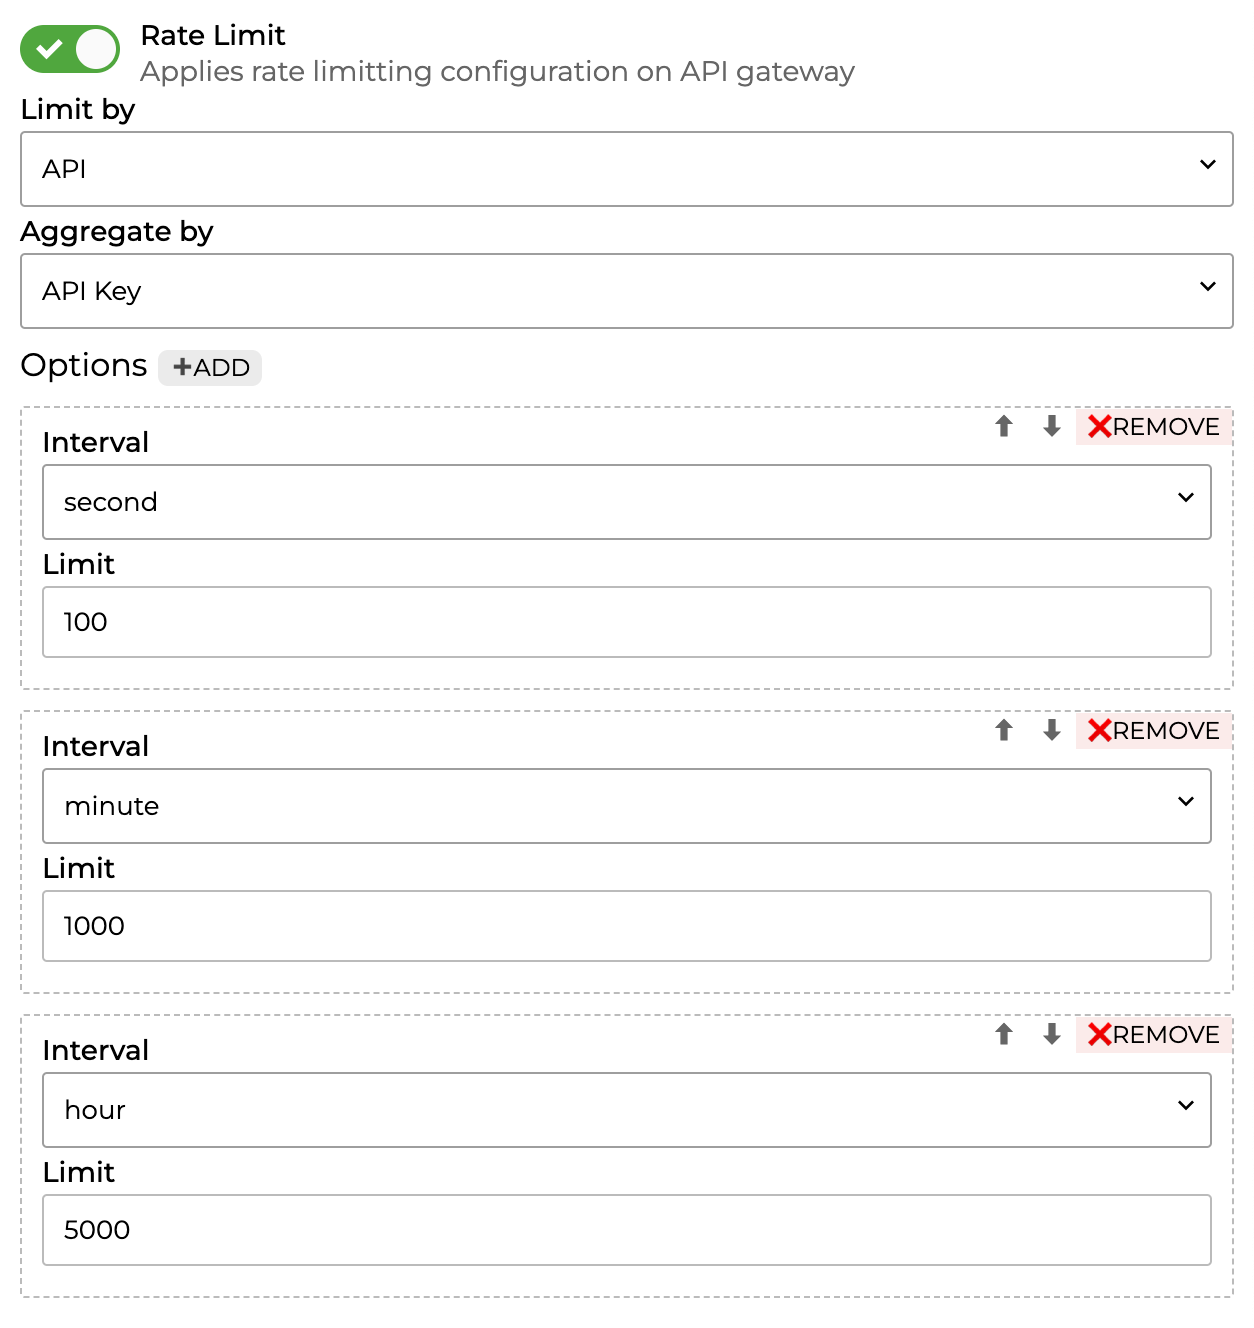 Rate Limit
Applies rate limitting configuration on API gateway
Limit by
API
Aggregate by
API Key
Options +ADD
REMOVE
Interval
second
Limit
100
REMOVE
Interval
minute
Limit
1000
REMOVE
Interval
hour
Limit
5000